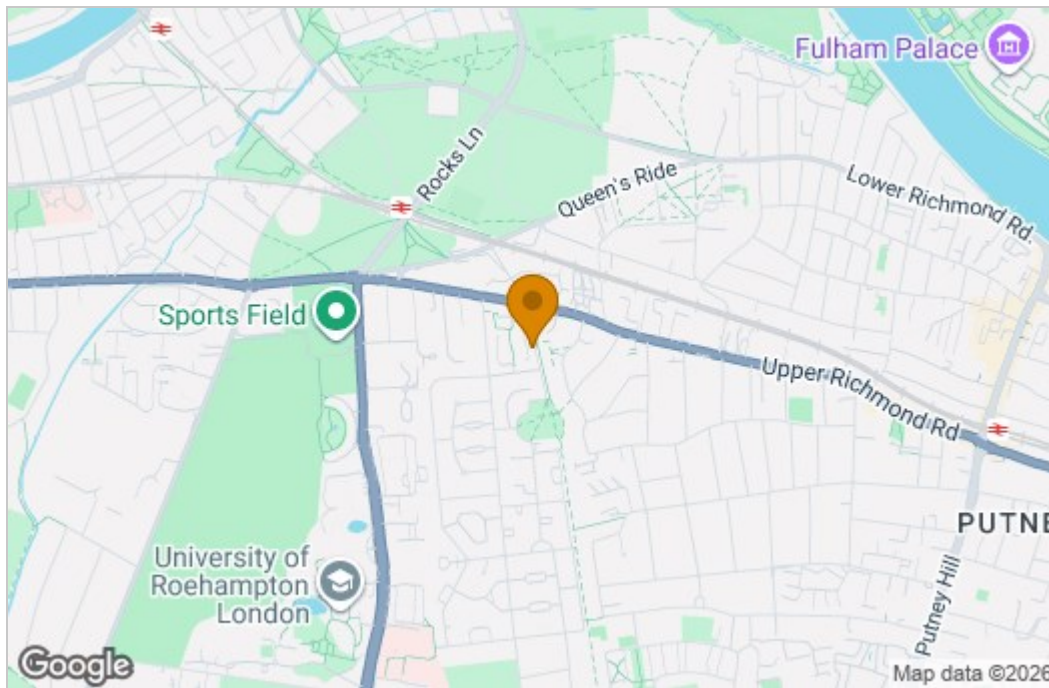 Fulham Palace
Rocks Ln
Queen's Ride
Lower Richmond Rd.
Sports Field
Upper Richmond Rd
PUTNE
University of
Roehampton
London
Putney Hill
Google
Map data ©2026